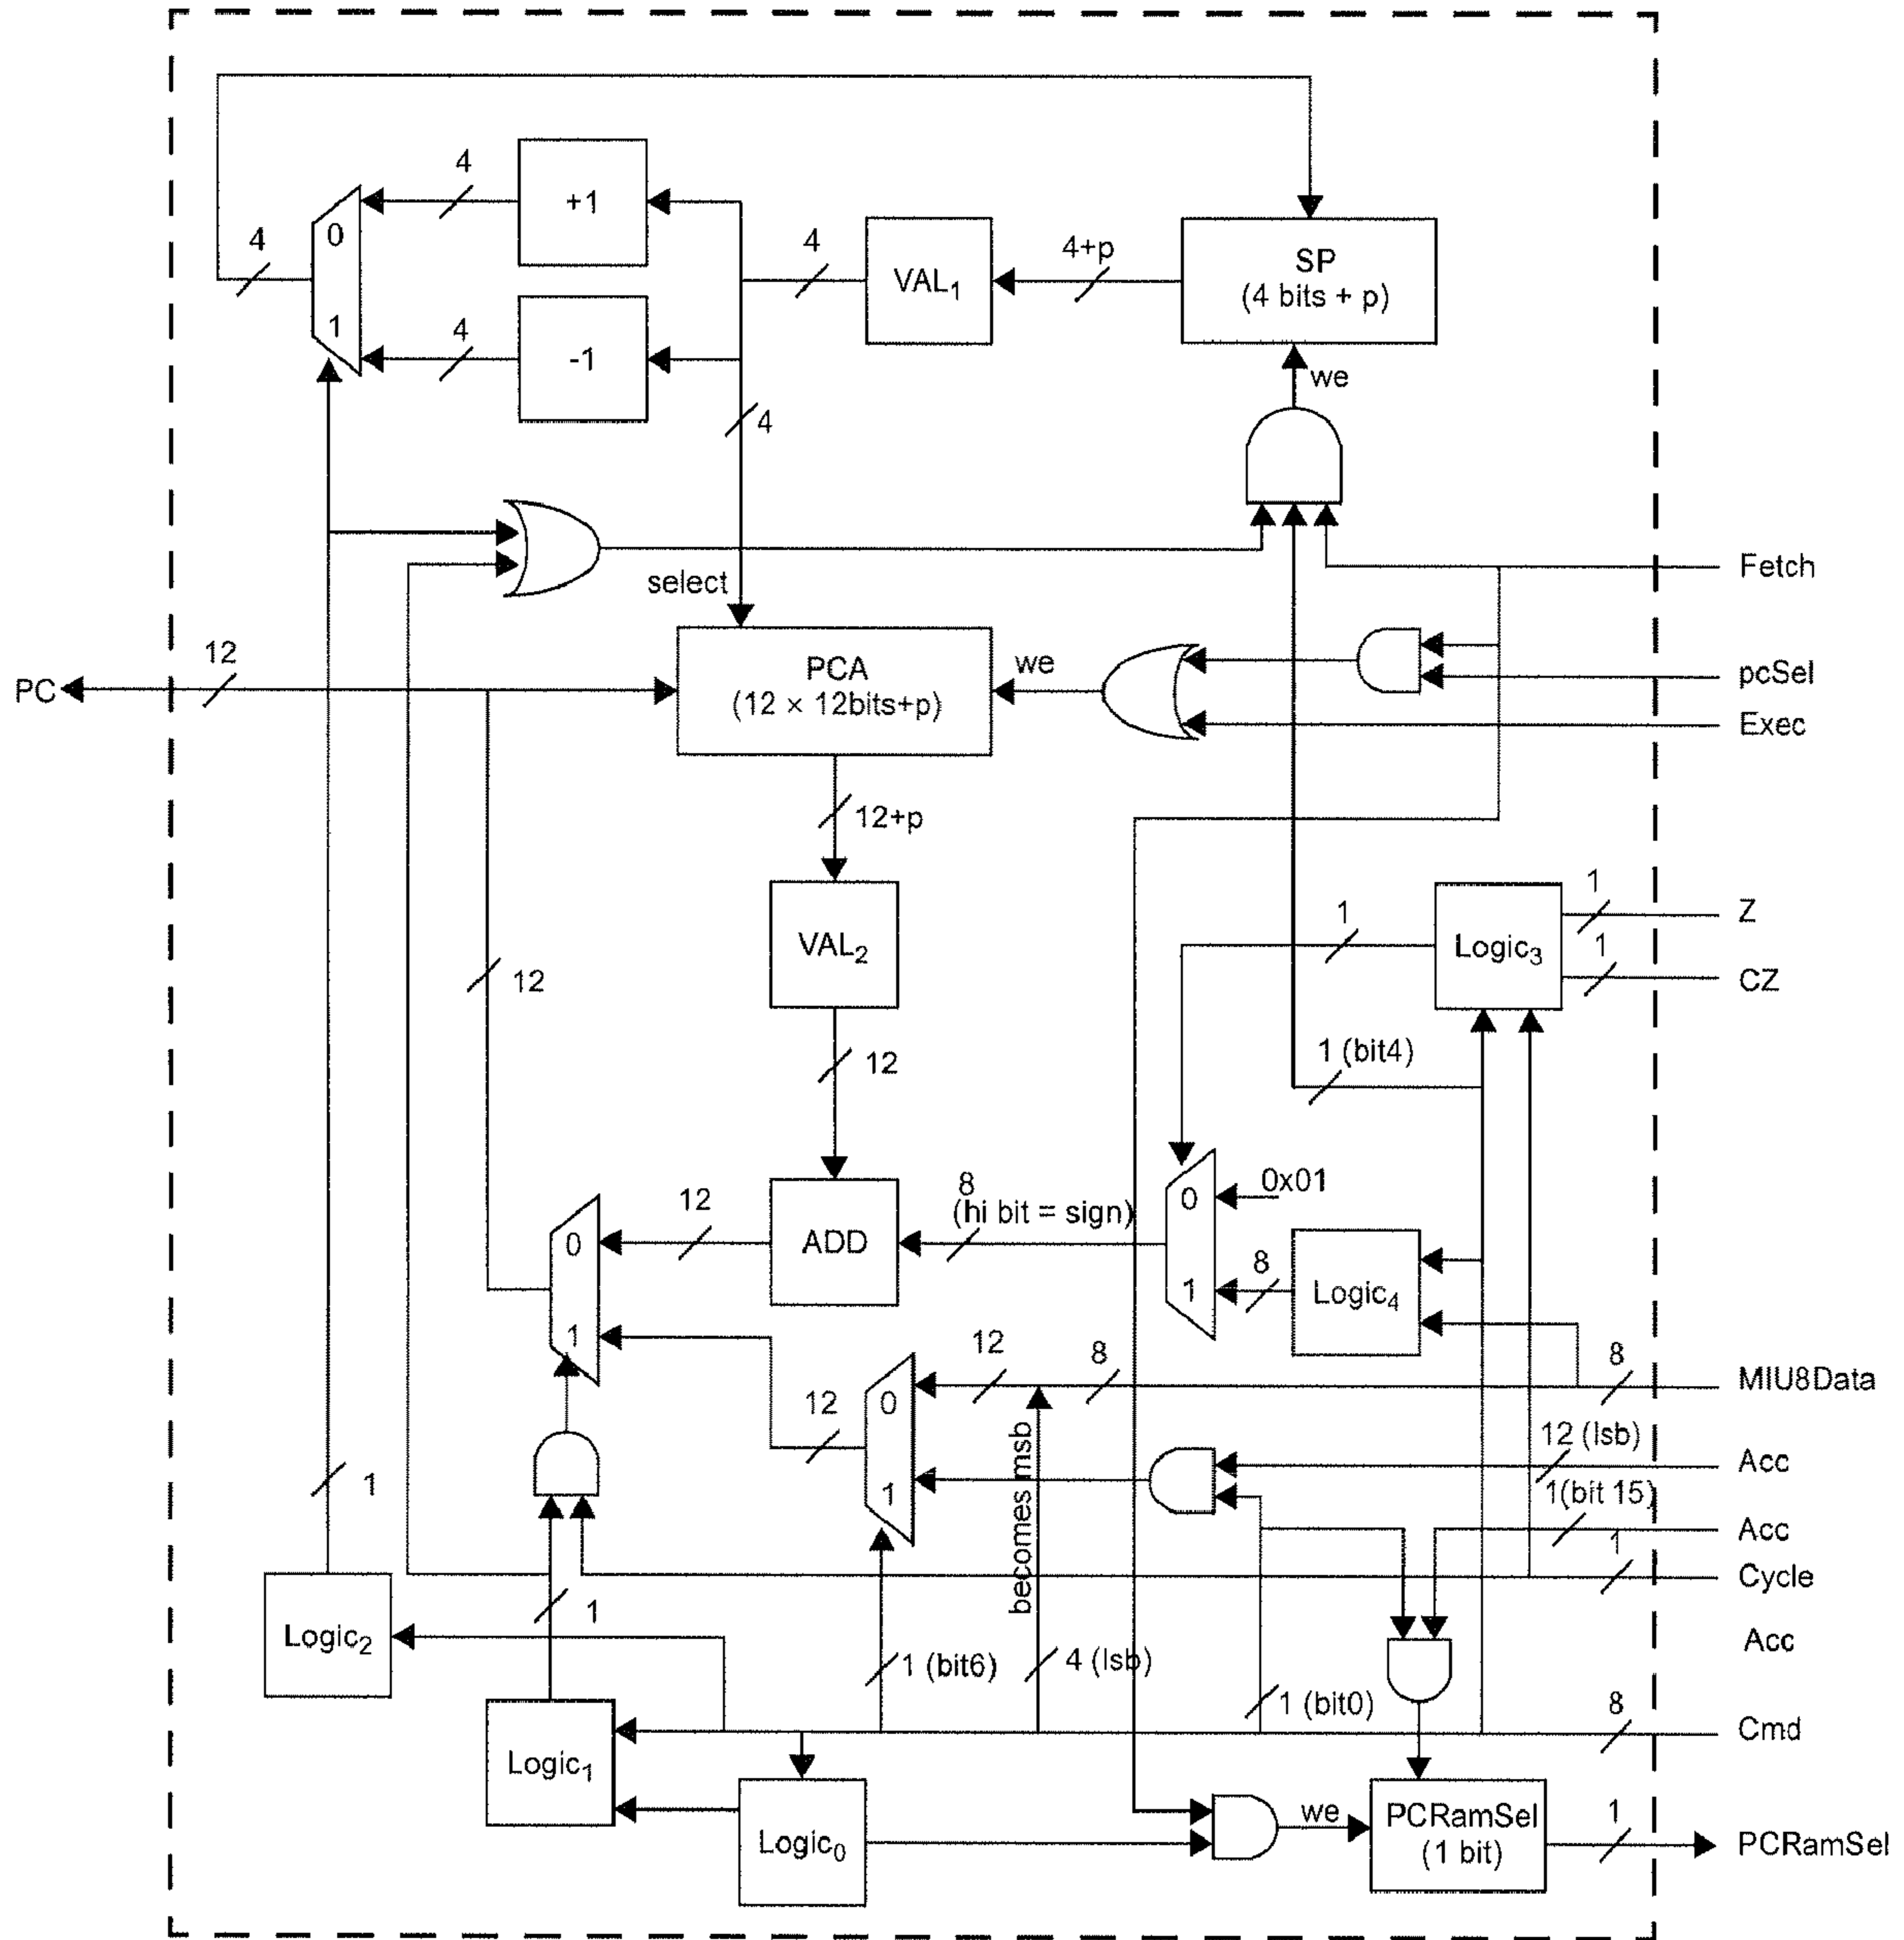 4
+1
0
4
4
4+p
SP
(4 bits + p)
VAL1
1
4
-1
4
we
select
Fetch
12
PC
PCA
(12 × 12bits+p)
we
pcSel
Exec
12+p
1
Z
1
Logic3
VAL2
1
CZ
12
1 (bit4)
12
0x01
8
(hi bit = sign)
0
12
ADD
0
8
1
Logic4
1
12
8
8
MIU8Data
0
12
becomes msb
12 (lsb)
Acc
1
1
1(bit 15)
Acc
1
Cycle
1
Logic2
Acc
1 (bit6)
4 (lsb)
1 (bit0)
8
Cmd
Logic1
we
PCRamSel
(1 bit)
1
PCRamSel
Logic0